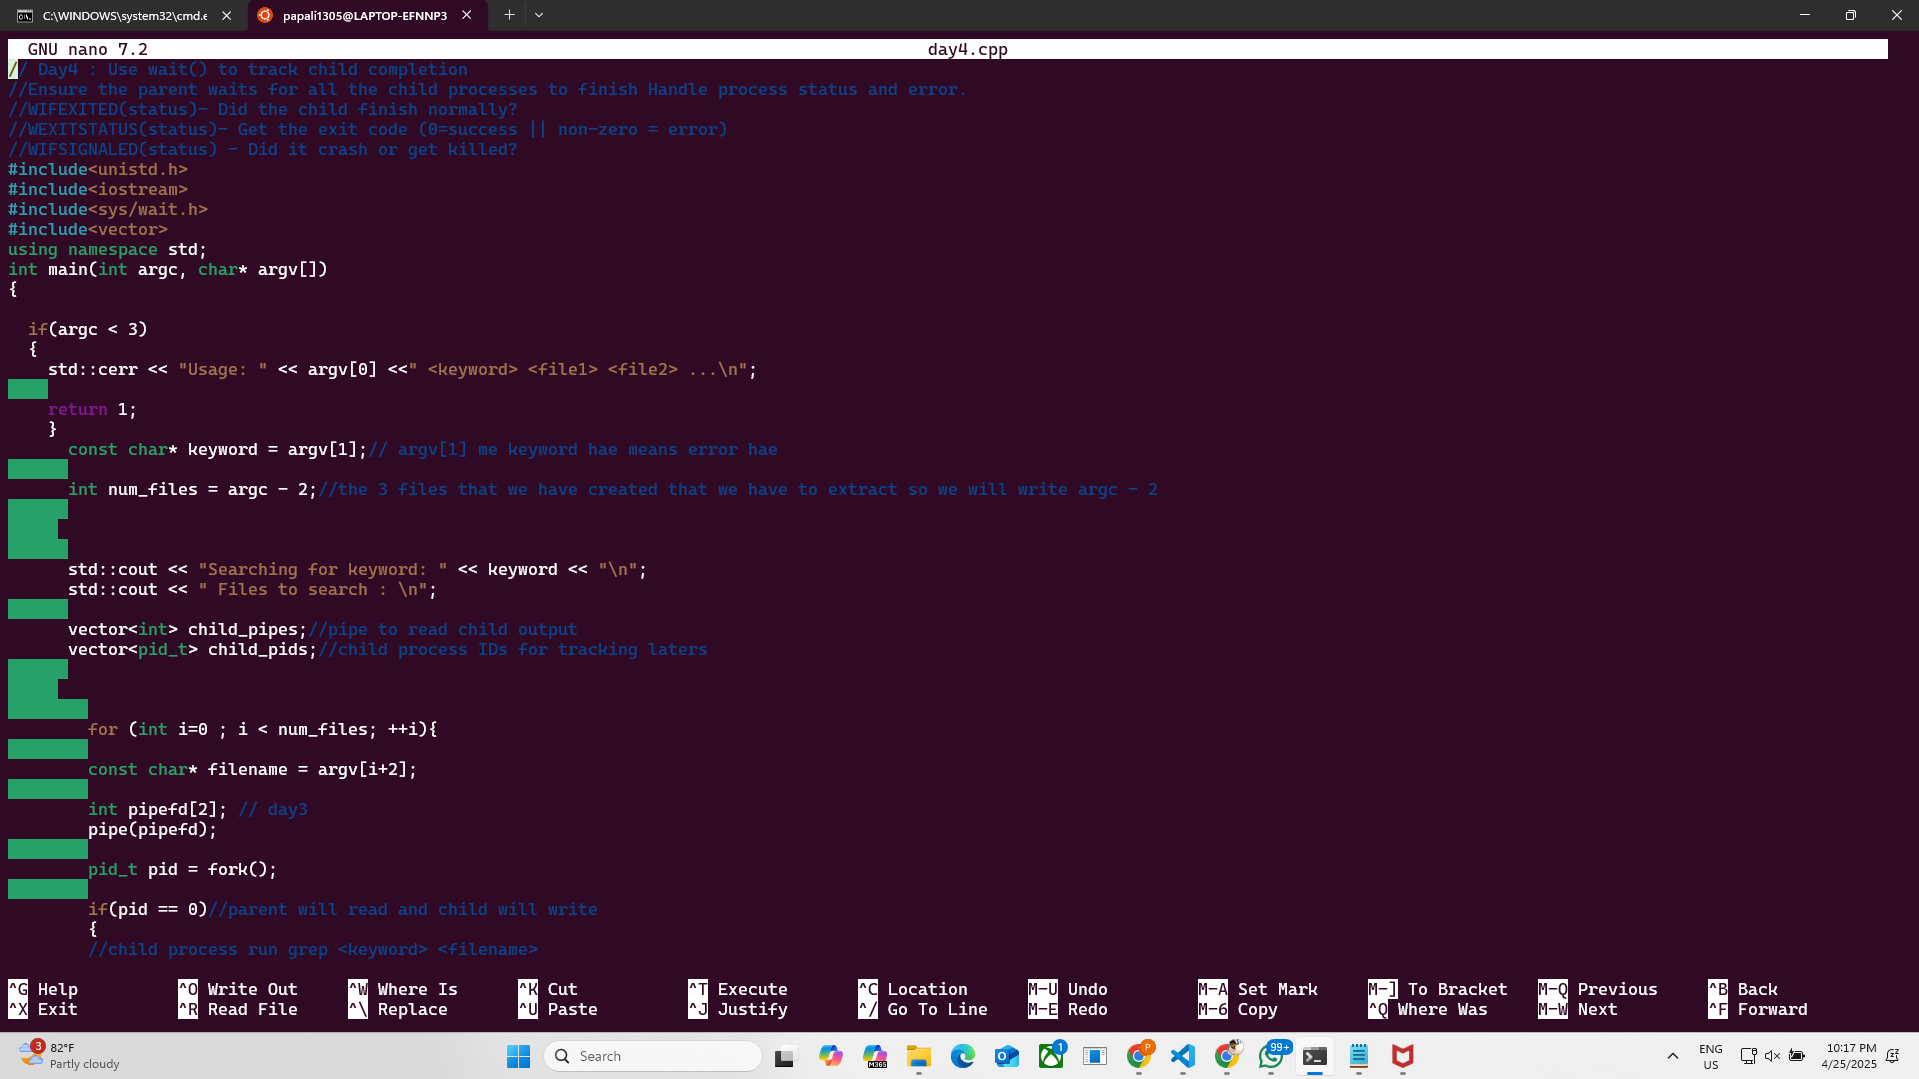 C:\WINDOWS\system32\cmd.e
papali1305@LAPTOP-EFNNP3
GNU nano 7.2 day4.cpp
// Day4 : Use wait() to track child completion
//Ensure the parent waits for all the child processes to finish Handle process status and error.
//WIFEXITED(status)- Did the child finish normally?
//WEXITSTATUS(status)- Get the exit code (0=success || non-zero = error)
//WIFSIGNALED(status) - Did it crash or get killed?
#include<unistd.h>
#include<iostream>
#include<sys/wait.h>
#include<vector>
using namespace std;
int main(int argc, char* argv[])
{
if(argc < 3)
{
std::cerr << "Usage: " << argv[0] <<" <keyword> <file1> <file2> ...\n";
return 1;
}
const char* keyword = argv[1];// argv[1] me keyword hae means error hae
int num_files = argc - 2;//the 3 files that we have created that we have to extract so we will write argc - 2
std::cout << "Searching for keyword: " << keyword << "\n";
std::cout << " Files to search : \n";
vector<int> child_pipes;//pipe to read child output
vector<pid_t> child_pids;//child process IDs for tracking laters
for (int i=0 ; i < num_files; ++i){
const char* filename = argv[i+2];
int pipefd[2]; // day3
pipe(pipefd);
pid_t pid = fork();
if(pid == 0)//parent will read and child will write
{
//child process run grep <keyword> <filename>
^G Help ^O Write Out ^W Where Is ^K Cut ^T Execute ^C Location M-U Undo M-A Set Mark M-] To Bracket M-Q Previous ^B Back
^X Exit ^R Read File ^\ Replace ^U Paste ^J Justify ^/ Go To Line M-E Redo M-6 Copy ^Q Where Was M-W Next ^F Forward
3
82°F
Partly cloudy
Search
M365
1
P
99+
ENG
US
10:17 PM
4/25/2025